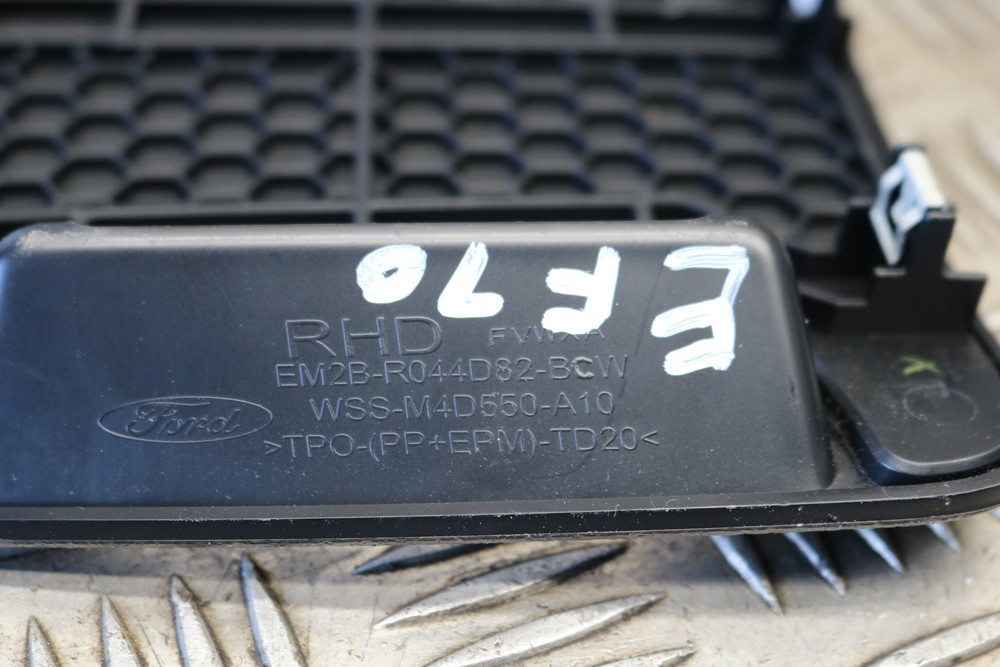 EF70
RHD
EM2B-R044D82-BCW
WSS-M4D550-A10
Ford
>TPO-(PP+EPM)-TD20<